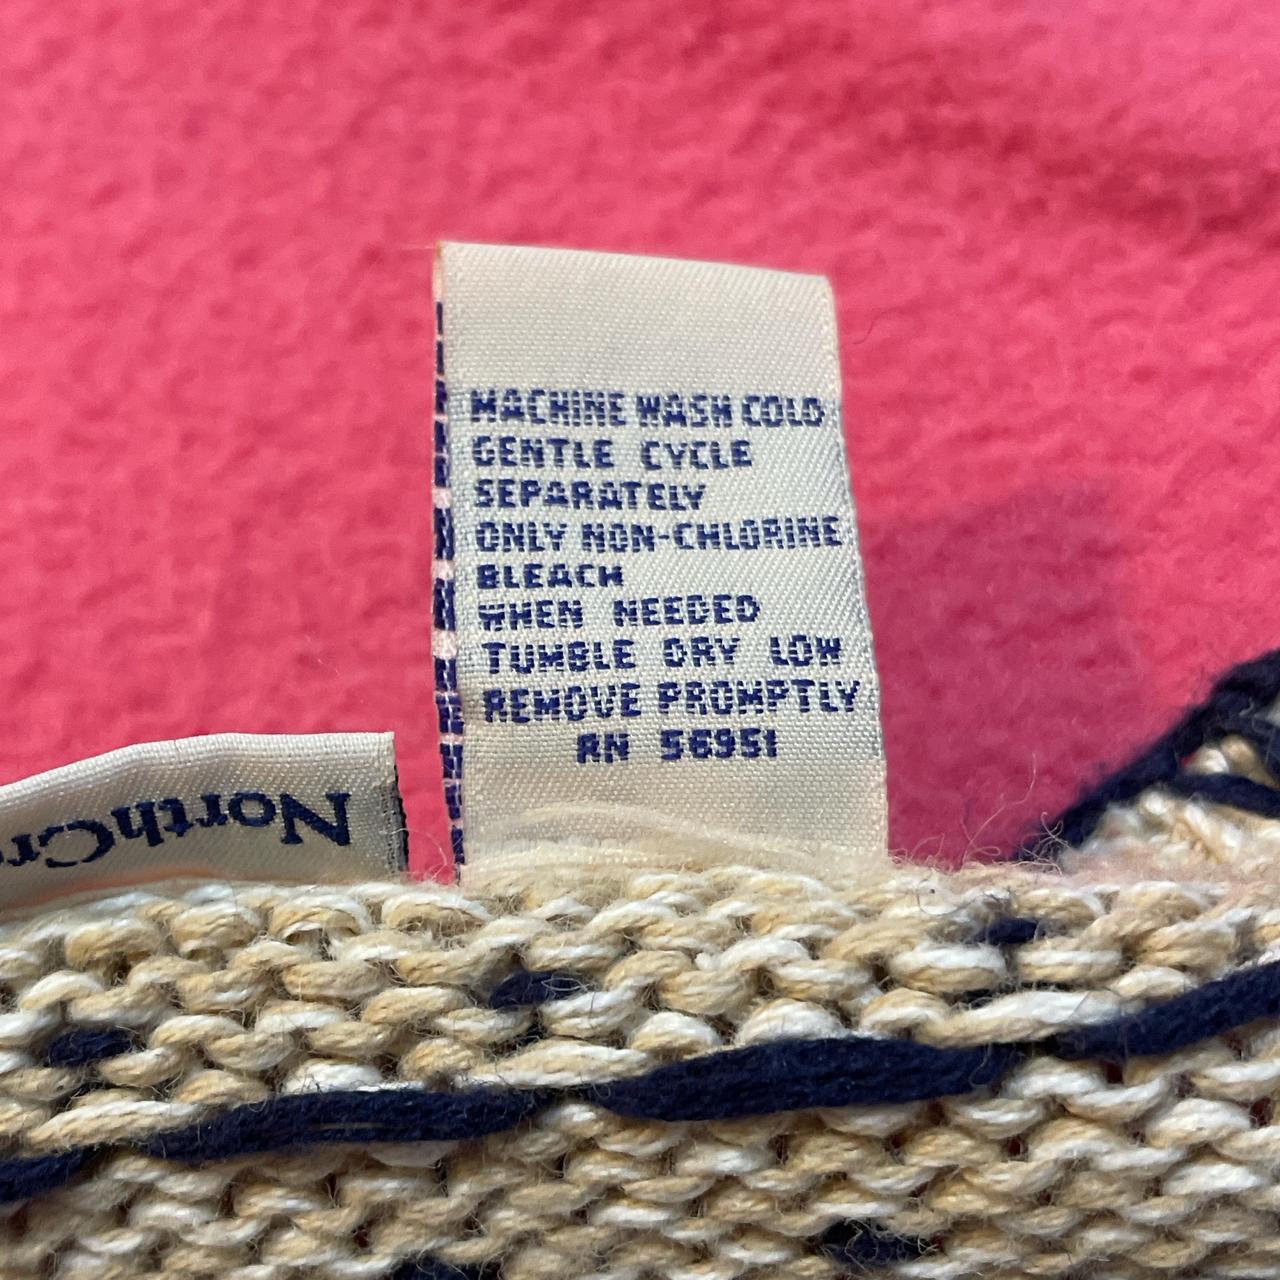 MACHINE WASH COLD
GENTLE CYCLE
SEPARATELY
ONLY NON-CHLORINE
BLEACH
WHEN NEEDED
TUMBLE DRY LOW
REMOVE PROMPTLY
RN 56951
NorthCr